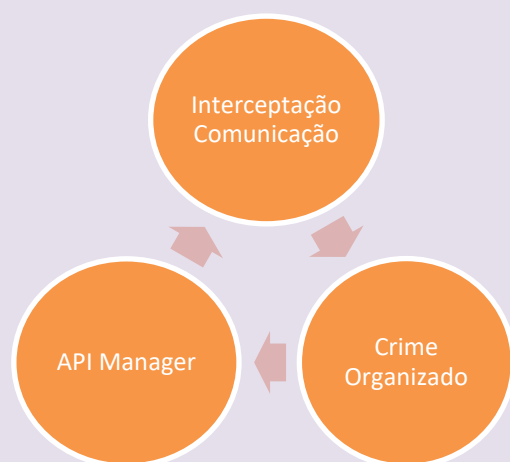 Interceptação
Comunicação
API Manager
Crime
Organizado